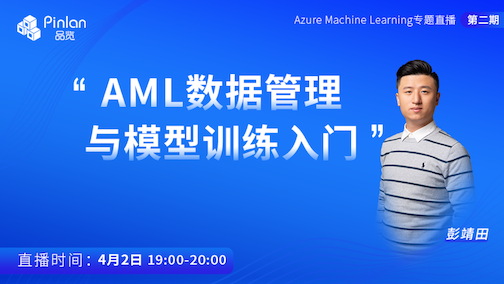 Pinlan
品览
Azure Machine Learning专题直播 第二期
“ AML数据管理
与模型训练入门 ”
彭靖田
直播时间：4月2日 19:00-20:00